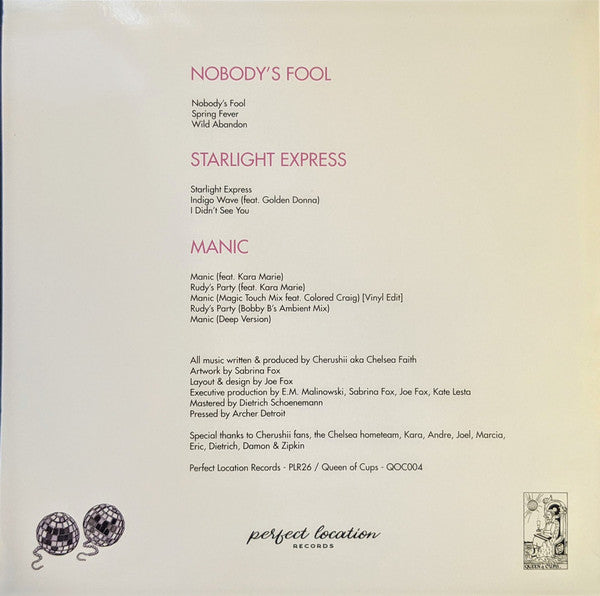 NOBODY'S FOOL
Nobody's Fool
Spring Fever
Wild Abandon
STARLIGHT EXPRESS
Starlight Express
Indigo Wave (feat. Golden Donna)
I Didn't See You
MANIC
Manic (feat. Kara Marie)
Rudy's Party (feat. Kara Marie)
Manic (Magic Touch Mix feat. Colored Craig) [Vinyl Edit]
Rudy's Party (Bobby B's Ambient Mix)
Manic (Deep Version)
All music written & produced by Cherushii aka Chelsea Faith
Artwork by Sabrina Fox
Layout & design by Joe Fox
Executive production by E.M. Malinowski, Sabrina Fox, Joe Fox, Kate Lesta
Mastered by Dietrich Schoenemann
Pressed by Archer Detroit
Special thanks to Cherushii fans, the Chelsea hometeam, Kara, Andre, Joel, Marcia,
Eric, Dietrich, Damon & Zipkin
Perfect Location Records - PLR26 / Queen of Cups - QOC004
perfect location
RECORDS
QUEEN of CUPS